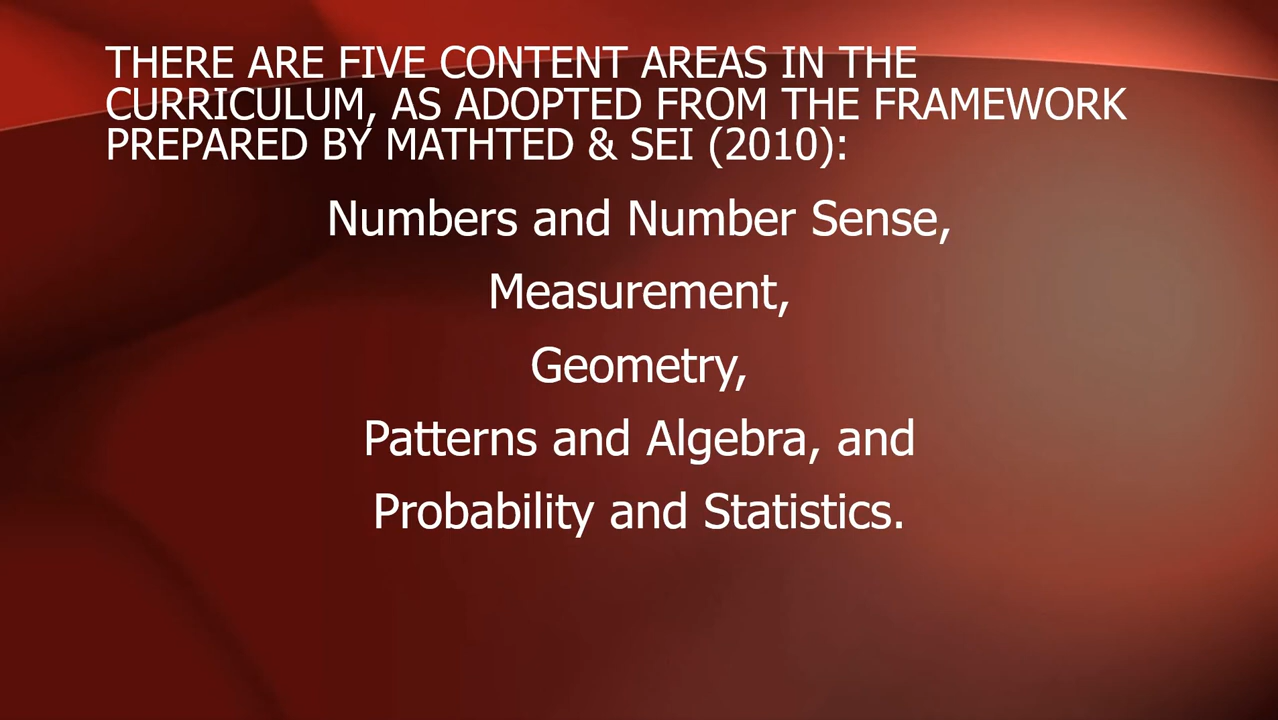 THERE ARE FIVE CONTENT AREAS IN THE
CURRICULUM, AS ADOPTED FROM THE FRAMEWORK
PREPARED BY MATHTED & SEI (2010):
Numbers and Number Sense,
Measurement,
Geometry,
Patterns and Algebra, and
Probability and Statistics.